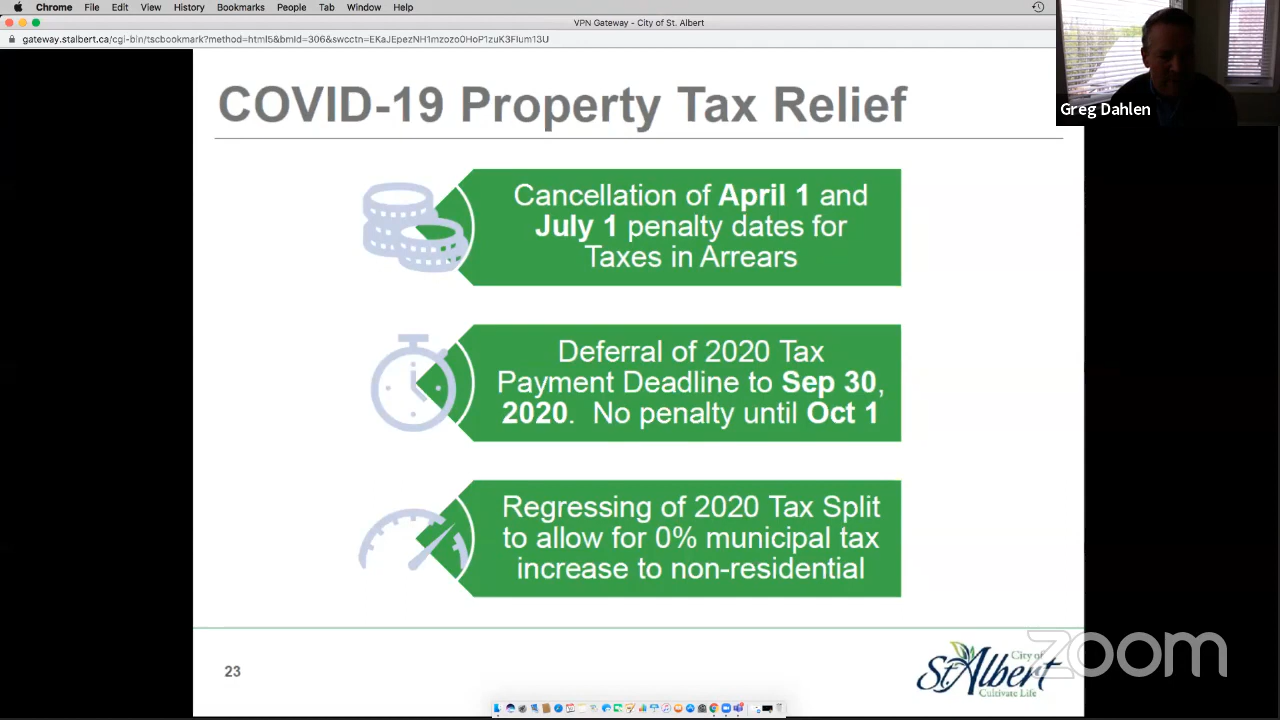 Chrome File Edit View History Bookmarks People Tab Window Help
VPN Gateway - City of St. Albert
Greg Dahlen
COVID-19 Property Tax Relief
Cancellation of April 1 and
July 1 penalty dates for
Taxes in Arrears
Deferral of 2020 Tax
Payment Deadline to Sep 30,
2020. No penalty until Oct 1
Regressing of 2020 Tax Split
to allow for 0% municipal tax
increase to non-residential
23
City of
St. Albert
Cultivate Life
zoom